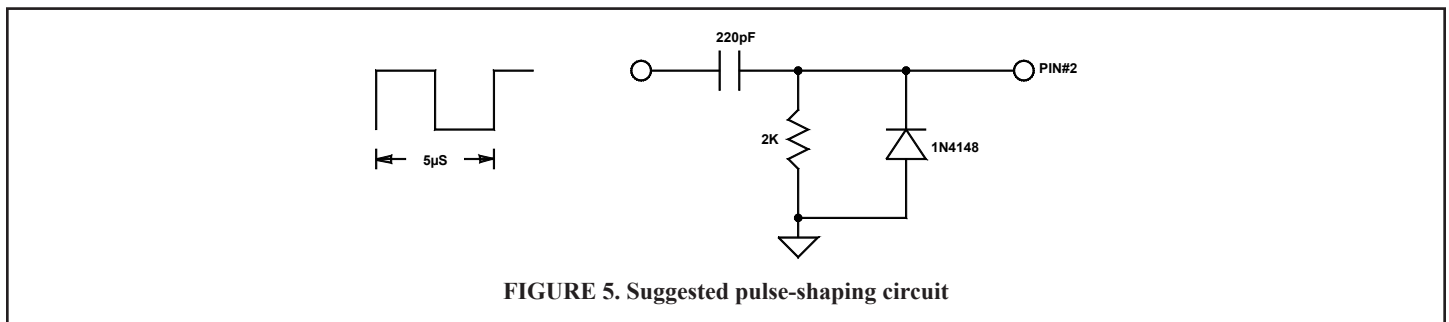 220pF
PIN#2
2K
1N4148
5µS
FIGURE 5. Suggested pulse-shaping circuit